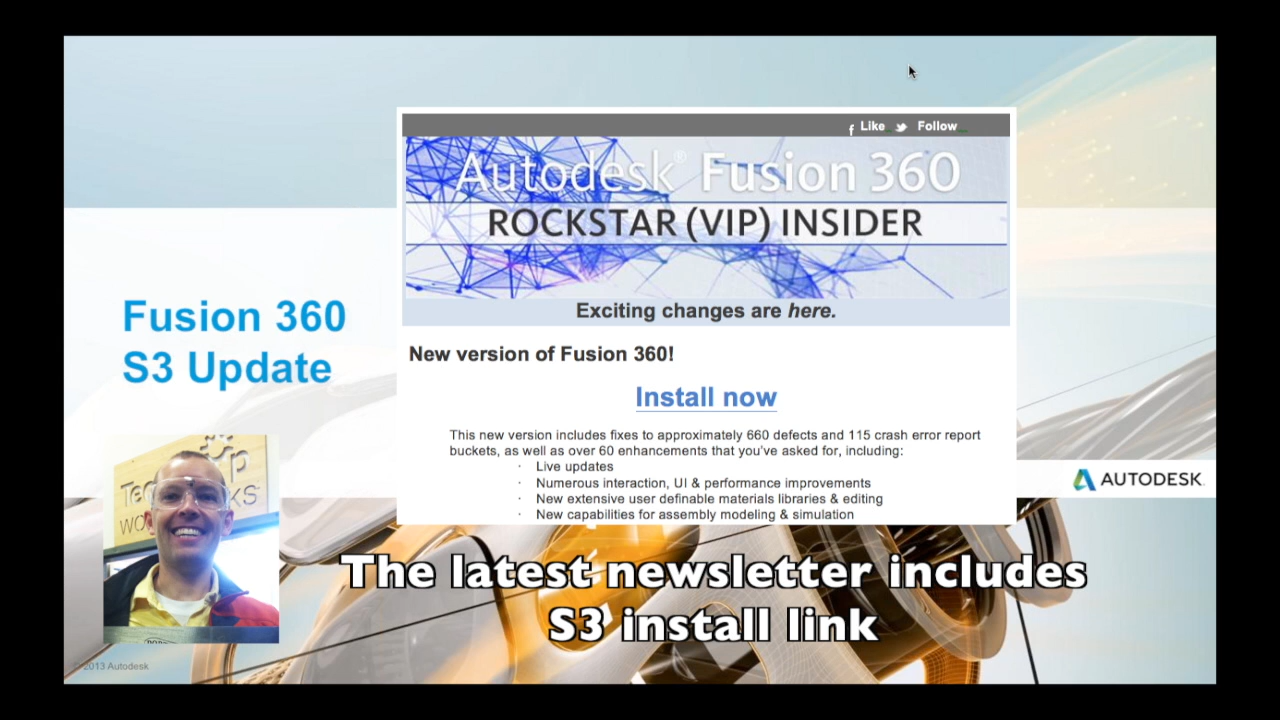 Like
Follow
Autodesk® Fusion 360
ROCKSTAR (VIP) INSIDER
Exciting changes are here.
New version of Fusion 360!
Install now
This new version includes fixes to approximately 660 defects and 115 crash error report
buckets, as well as over 60 enhancements that you've asked for, including:
· Live updates
· Numerous interaction, UI & performance improvements
· New extensive user definable materials libraries & editing
· New capabilities for assembly modeling & simulation
Fusion 360
S3 Update
AUTODESK.
The latest newsletter includes
S3 install link
© 2013 Autodesk